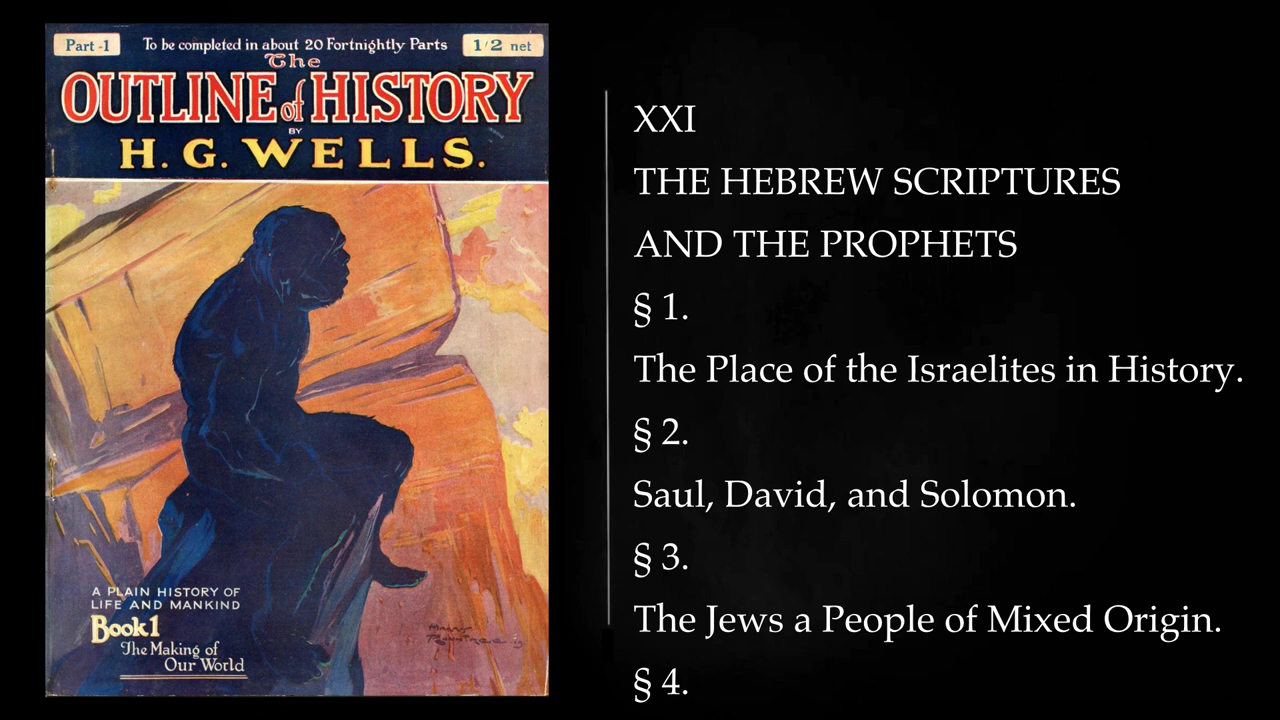 Part -1
To be completed in about 20 Fortnightly Parts
1/2 net
The
OUTLINE of HISTORY
BY
H. G. WELLS.
A PLAIN HISTORY OF
LIFE AND MANKIND
Book 1
The Making of
Our World
XXI
THE HEBREW SCRIPTURES
AND THE PROPHETS
§ 1.
The Place of the Israelites in History.
§ 2.
Saul, David, and Solomon.
§ 3.
The Jews a People of Mixed Origin.
§ 4.